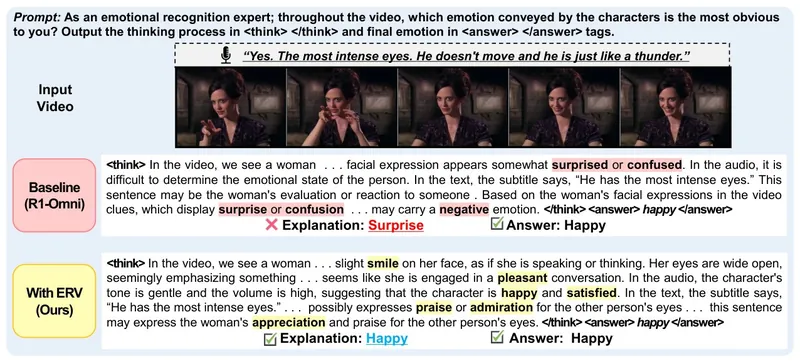 Prompt: As an emotional recognition expert; throughout the video, which emotion conveyed by the characters is the most obvious
to you? Output the thinking process in <think> </think> and final emotion in <answer> </answer> tags.
"Yes. The most intense eyes. He doesn't move and he is just like a thunder."
Input
Video
Baseline
(R1-Omni)
<think> In the video, we see a woman . . . facial expression appears somewhat surprised or confused. In the audio, it is
difficult to determine the emotional state of the person. In the text, the subtitle says, "He has the most intense eyes." This
sentence may be the woman's evaluation or reaction to someone . Based on the woman's facial expressions in the video
clues, which display surprise or confusion . . . may carry a negative emotion. </think> <answer> happy </answer>
Explanation: Surprise
Answer: Happy
With ERV
(Ours)
<think> In the video, we see a woman . . . slight smile on her face, as if she is speaking or thinking. Her eyes are wide open,
seemingly emphasizing something . . . seems like she is engaged in a pleasant conversation. In the audio, the character's
tone is gentle and the volume is high, suggesting that the character is happy and satisfied. In the text, the subtitle says,
"He has the most intense eyes." . . . possibly expresses praise or admiration for the other person's eyes . . . this sentence
may express the woman's appreciation and praise for the other person's eyes. </think> <answer> happy </answer>
Explanation: Happy
Answer: Happy